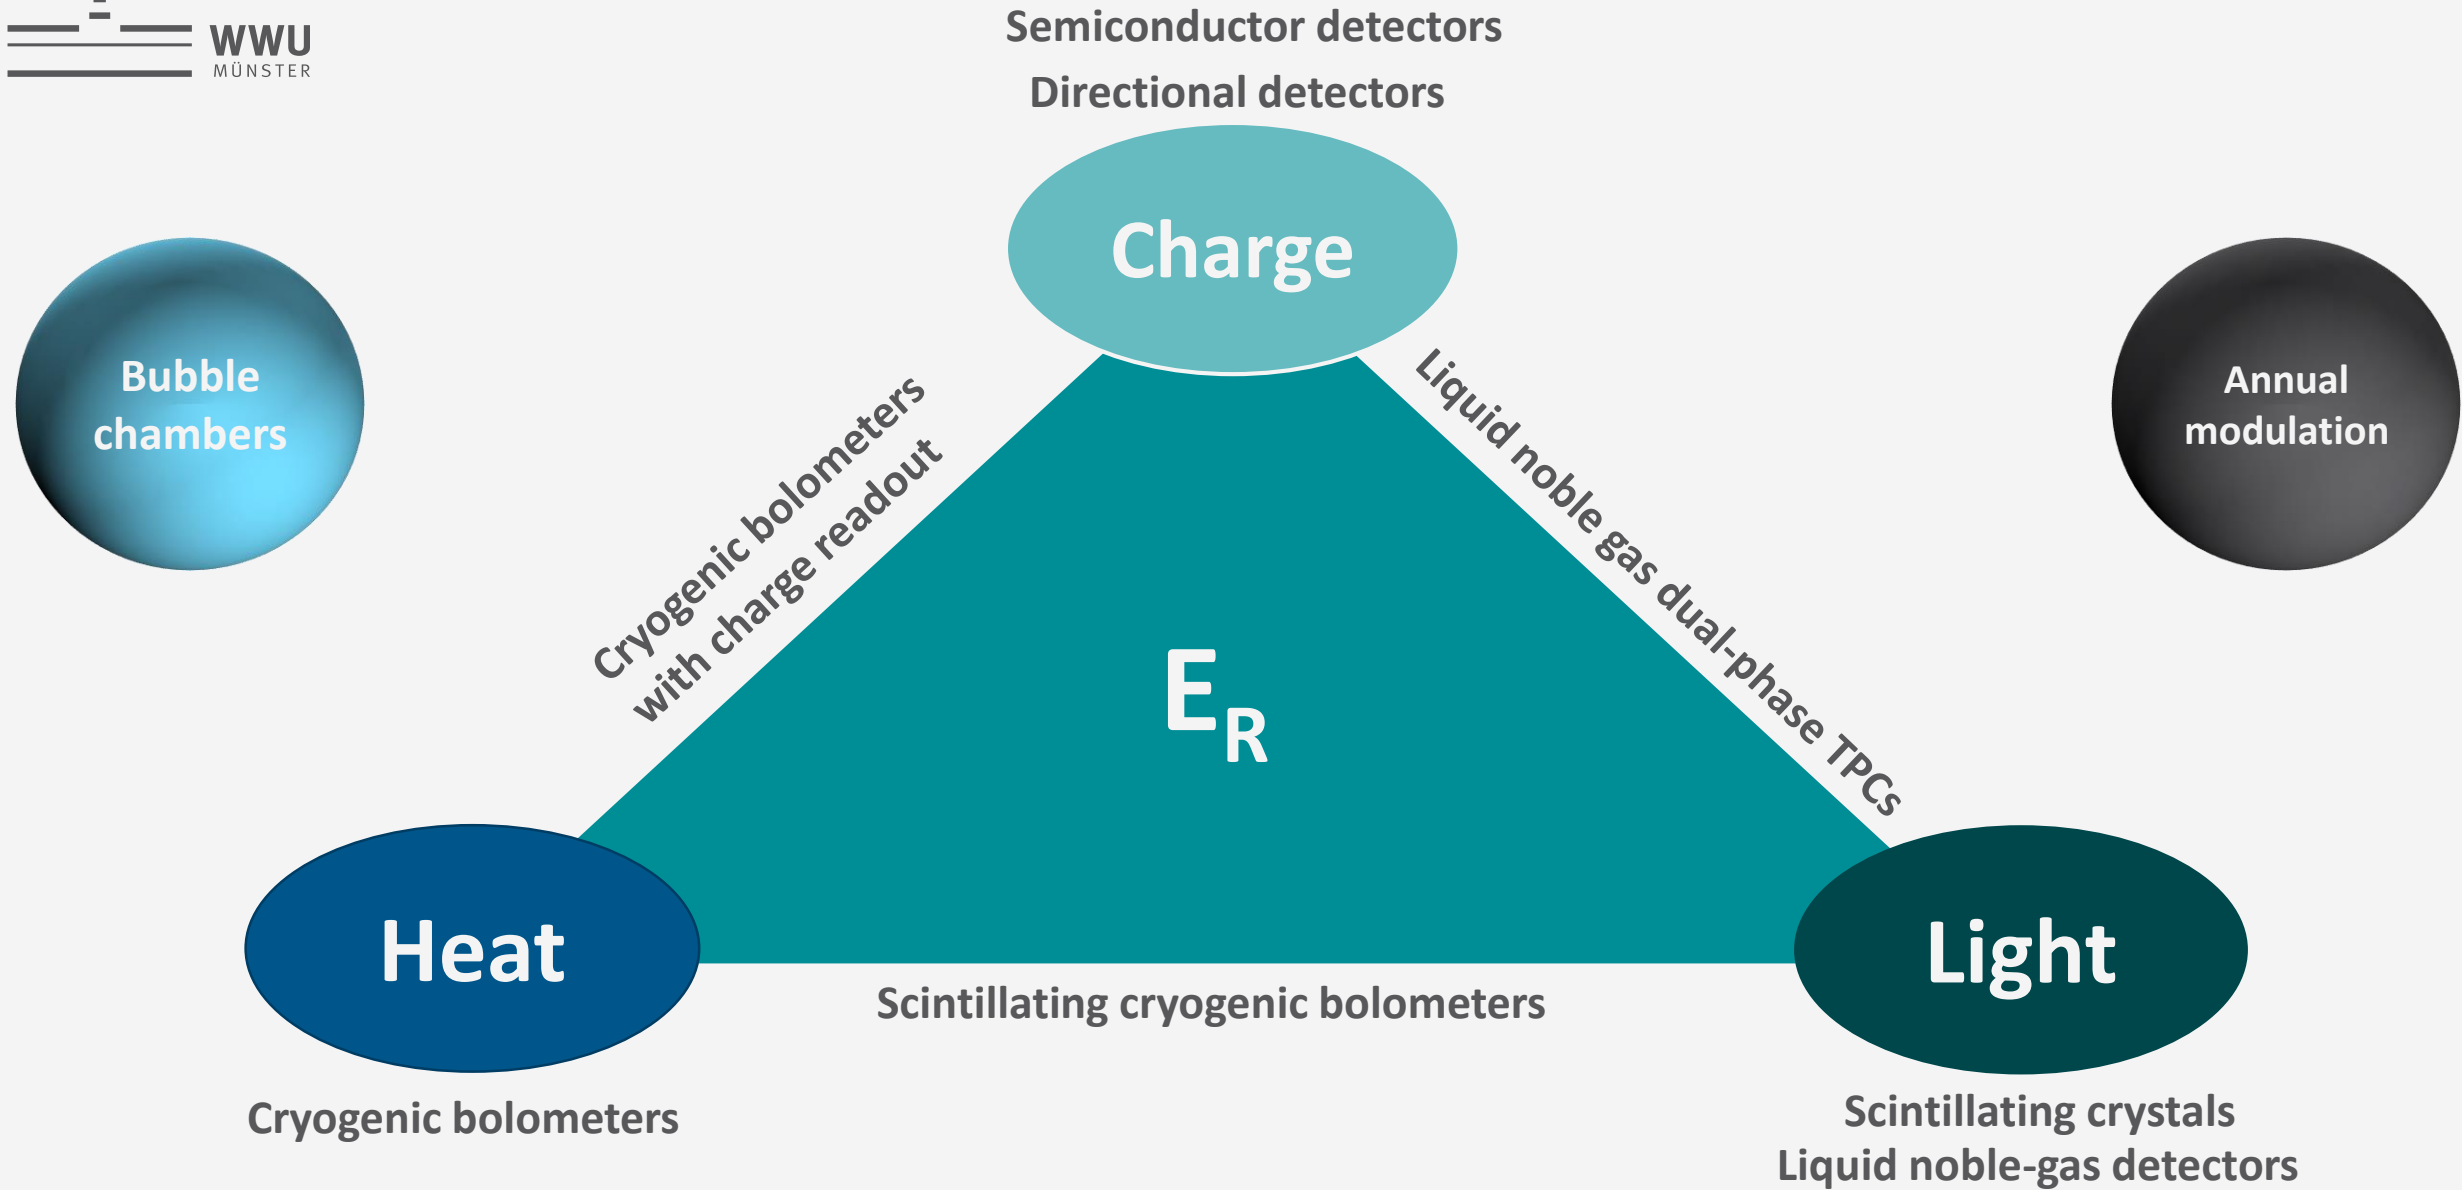 WWU
MÜNSTER
Semiconductor detectors
Directional detectors
Charge
Bubble
chambers
Annual
modulation
Cryogenic bolometers
with charge readout
Liquid noble gas dual-phase TPCs
E_R
Heat
Light
Scintillating cryogenic bolometers
Cryogenic bolometers
Scintillating crystals
Liquid noble-gas detectors